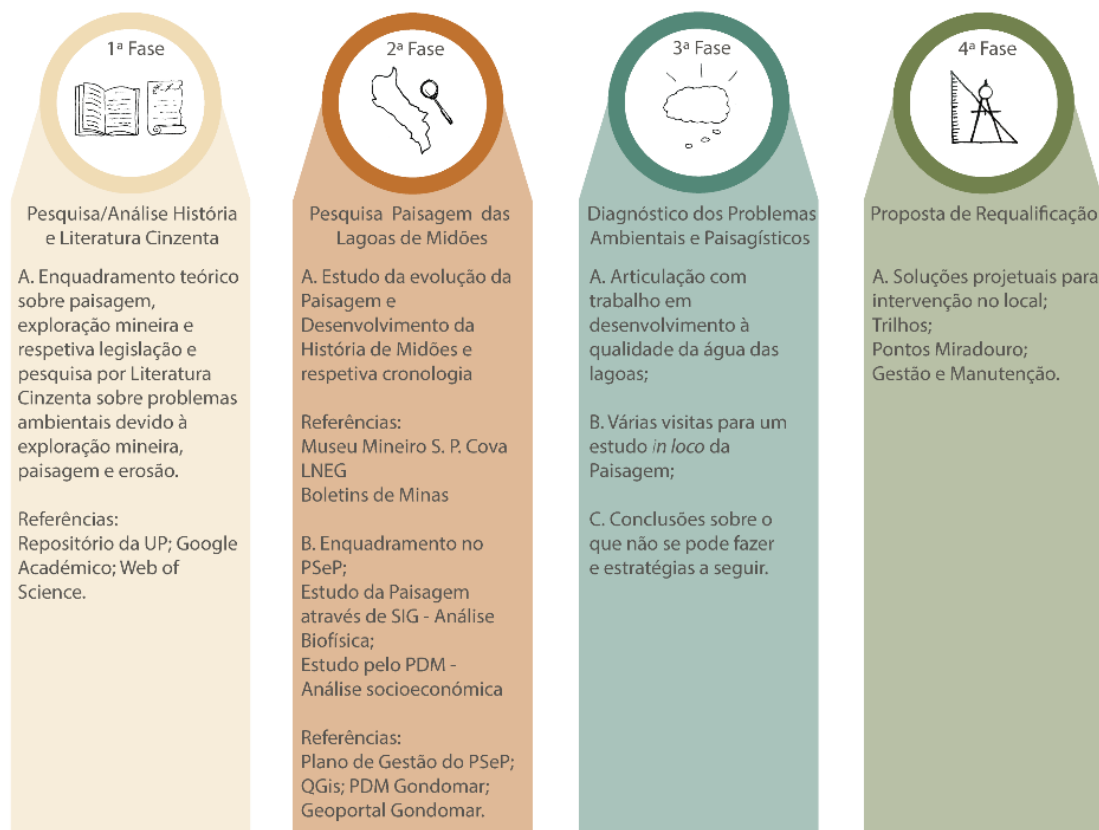 1ª Fase
Pesquisa/Análise História
e Literatura Cinzenta
A. Enquadramento teórico
sobre paisagem,
exploração mineira e
respetiva legislação e
pesquisa por Literatura
Cinzenta sobre problemas
ambientais devido à
exploração mineira,
paisagem e erosão.
Referências:
Repositório da UP; Google
Académico; Web of
Science.
2ª Fase
Pesquisa Paisagem das
Lagoas de Midões
A. Estudo da evolução da
Paisagem e
Desenvolvimento da
História de Midões e
respetiva cronologia
Referências:
Museu Mineiro S. P. Cova
LNEG
Boletins de Minas
B. Enquadramento no
PSeP;
Estudo da Paisagem
através de SIG - Análise
Biofísica;
Estudo pelo PDM -
Análise socioeconómica
Referências:
Plano de Gestão do PSeP;
QGis; PDM Gondomar;
Geoportal Gondomar.
3ª Fase
Diagnóstico dos Problemas
Ambientais e Paisagísticos
A. Articulação com
trabalho em
desenvolvimento à
qualidade da água das
lagoas;
B. Várias visitas para um
estudo in loco da
Paisagem;
C. Conclusões sobre o
que não se pode fazer
e estratégias a seguir.
4ª Fase
Proposta de Requalificação
A. Soluções projetuais para
intervenção no local;
Trilhos;
Pontos Miradouro;
Gestão e Manutenção.